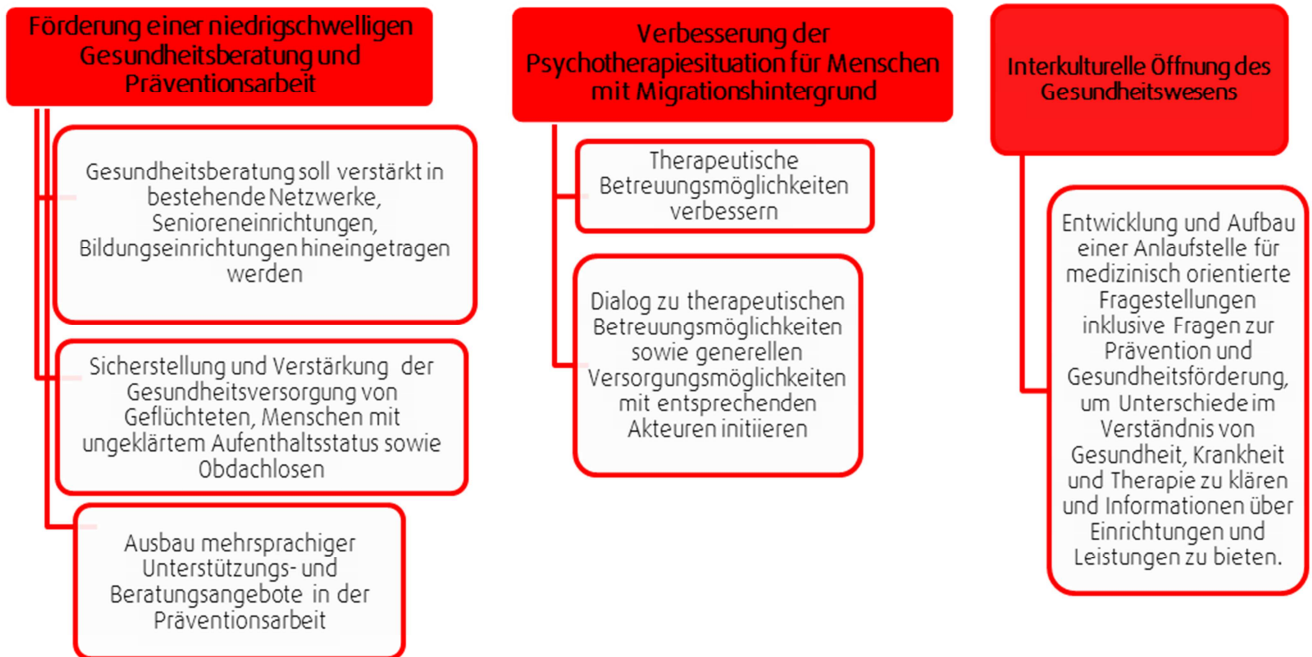 Förderung einer niedrigschwelligen
Gesundheitsberatung und
Präventionsarbeit
Gesundheitsberatung soll verstärkt in
bestehende Netzwerke,
Senioreneinrichtungen,
Bildungseinrichtungen hineingetragen
werden
Sicherstellung und Verstärkung der
Gesundheitsversorgung von
Geflüchteten, Menschen mit
ungeklärtem Aufenthaltsstatus sowie
Obdachlosen
Ausbau mehrsprachiger
Unterstützungs- und
Beratungsangebote in der
Präventionsarbeit
Verbesserung der
Psychotherapiesituation für Menschen
mit Migrationshintergrund
Therapeutische
Betreuungsmöglichkeiten
verbessern
Dialog zu therapeutischen
Betreuungsmöglichkeiten
sowie generellen
Versorgungsmöglichkeiten
mit entsprechenden
Akteuren initiieren
Interkulturelle Öffnung des
Gesundheitswesens
Entwicklung und Aufbau
einer Anlaufstelle für
medizinisch orientierte
Fragestellungen
inklusive Fragen zur
Prävention und
Gesundheitsförderung,
um Unterschiede im
Verständnis von
Gesundheit, Krankheit
und Therapie zu klären
und Informationen über
Einrichtungen und
Leistungen zu bieten.